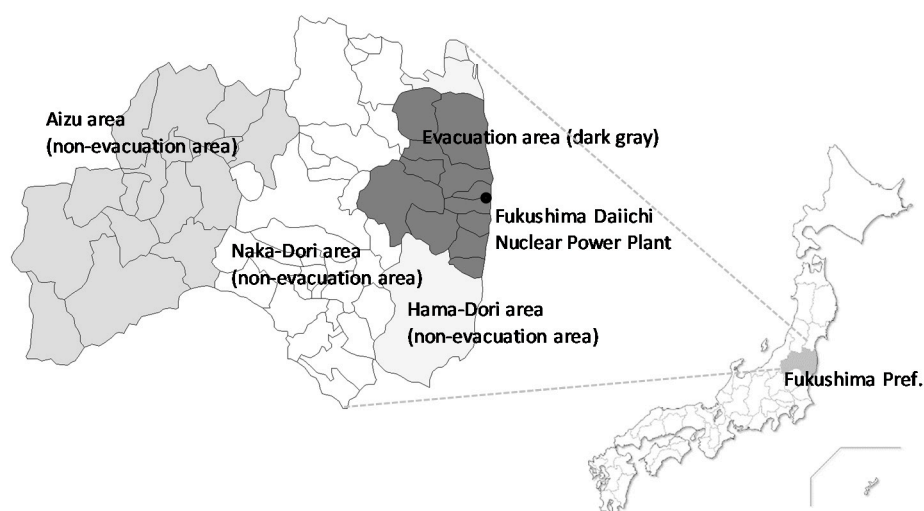 Aizu area
(non-evacuation area)
Evacuation area (dark gray)
Fukushima Daiichi
Nuclear Power Plant
Naka-Dori area
(non-evacuation area)
Hama-Dori area
(non-evacuation area)
Fukushima Pref.